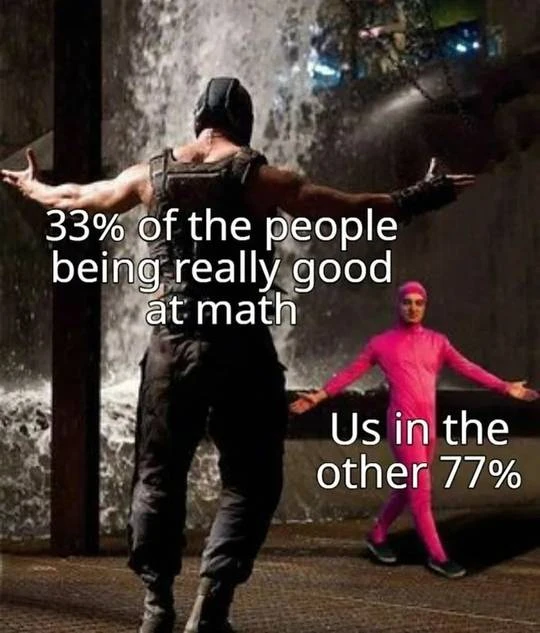 33% of the people
being really good
at math
Us in the
other 77%